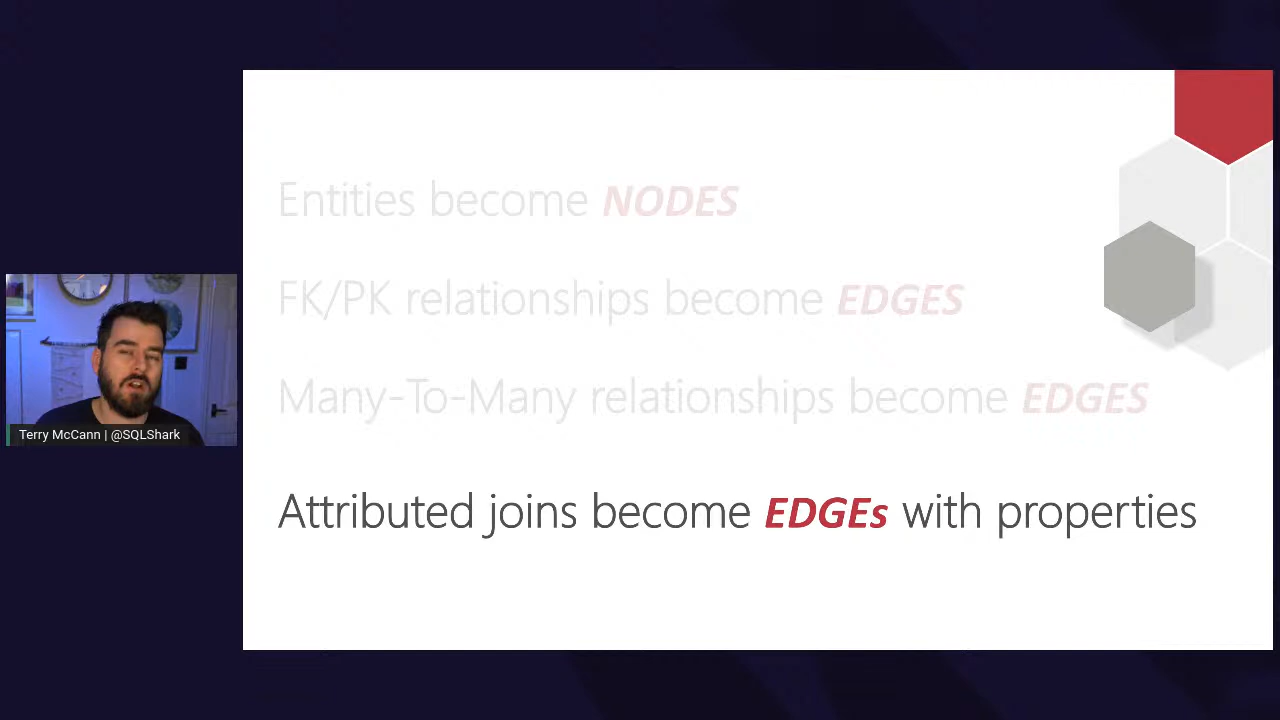 Entities become NODES
FK/PK relationships become EDGES
Many-To-Many relationships become EDGES
Attributed joins become EDGEs with properties
Terry McCann | @SQLShark